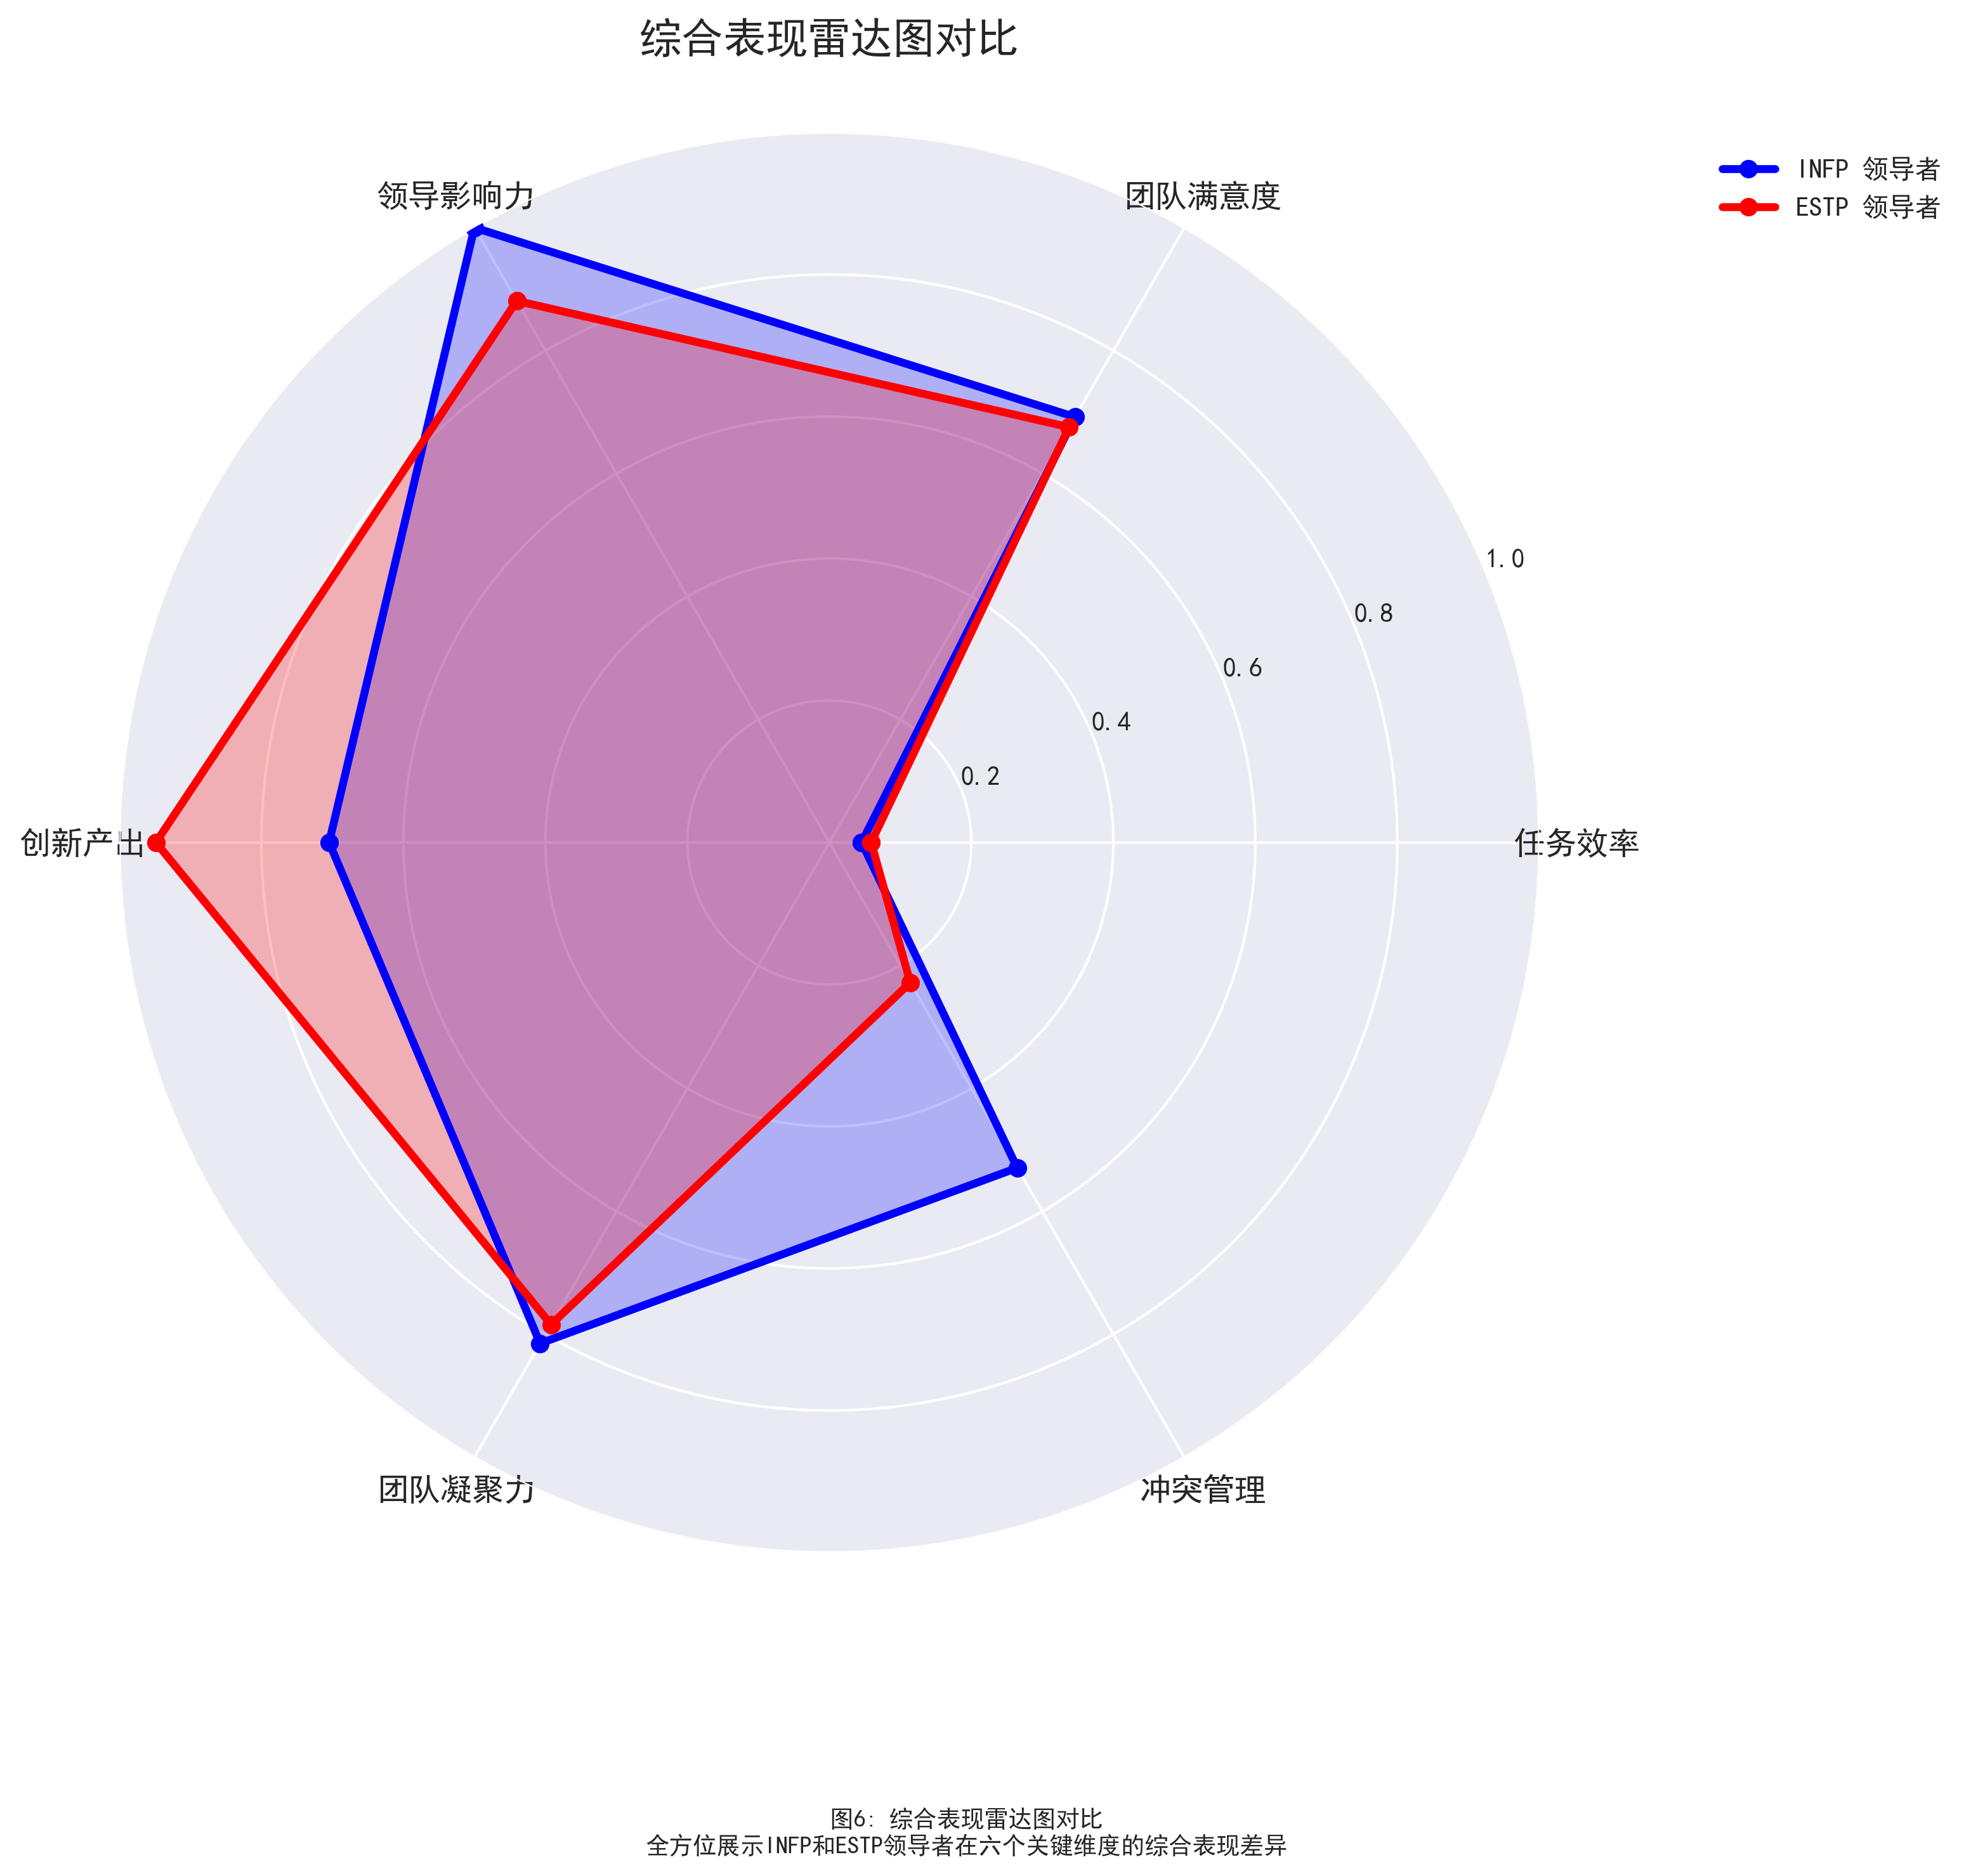 综合表现雷达图对比
INFP 领导者
ESTP 领导者
领导影响力
团队满意度
1.0
0.8
0.6
0.4
0.2
创新产出
任务效率
团队凝聚力
冲突管理
图6: 综合表现雷达图对比
全方位展示INFP和ESTP领导者在六个关键维度的综合表现差异